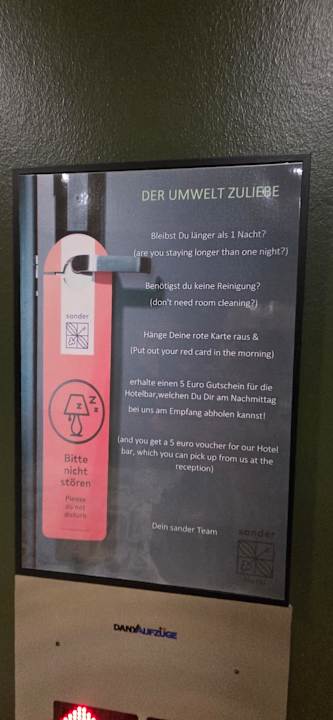 DER UMWELT ZULIEBE
Bleibst Du länger als 1 Nacht?
(are you staying longer than one night?)
Benötigst du keine Reinigung?
(don't need room cleaning?)
Hänge Deine rote Karte raus &
(Put out your red card in the morning)
erhalte einen 5 Euro Gutschein für die
Hotelbar,welchen Du Dir am Nachmittag
bei uns am Empfang abholen kannst!
(and you get a 5 euro voucher for our Hotel
bar, which you can pick up from us at the
reception)
Dein sander Team
sander
HOTEL
sander
Z
Z
z
Bitte
nicht
stören
Please
do not
disturb
DANYAUFZÜGE